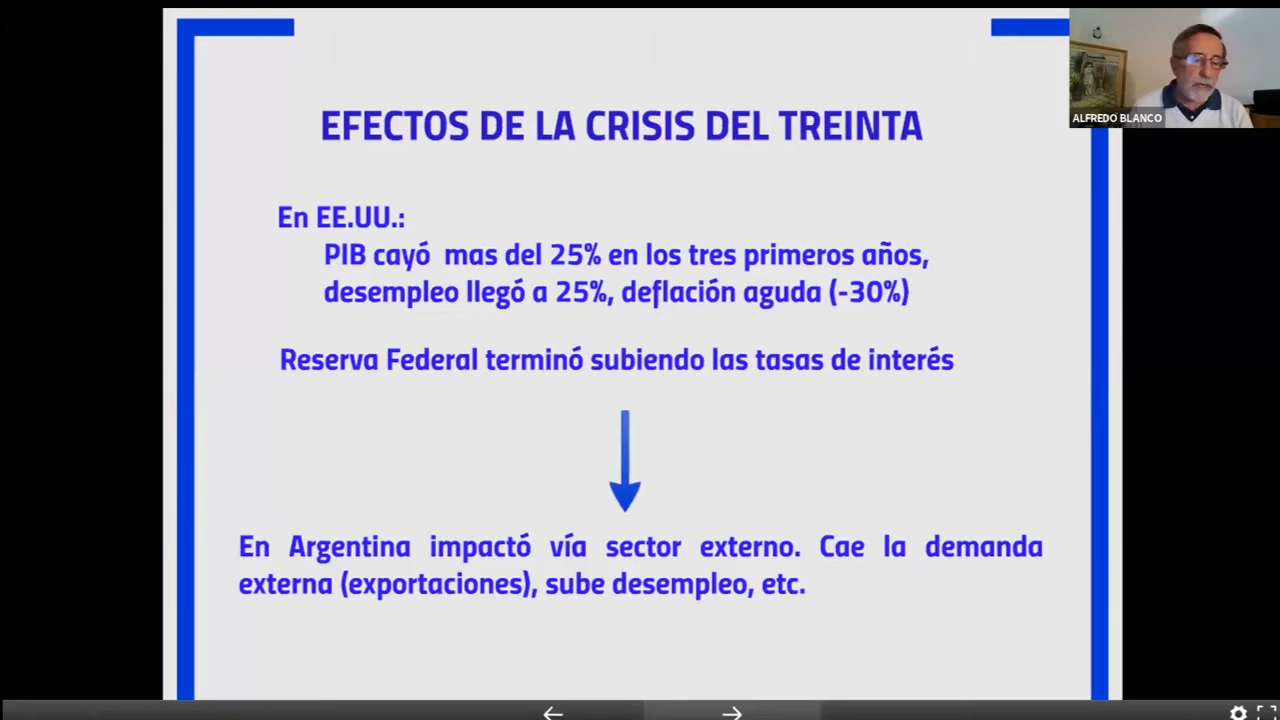 EFECTOS DE LA CRISIS DEL TREINTA
ALFREDO BLANCO
En EE.UU.:
PIB cayó mas del 25% en los tres primeros años,
desempleo llegó a 25%, deflación aguda (-30%)
Reserva Federal terminó subiendo las tasas de interés
En Argentina impactó vía sector externo. Cae la demanda
externa (exportaciones), sube desempleo, etc.